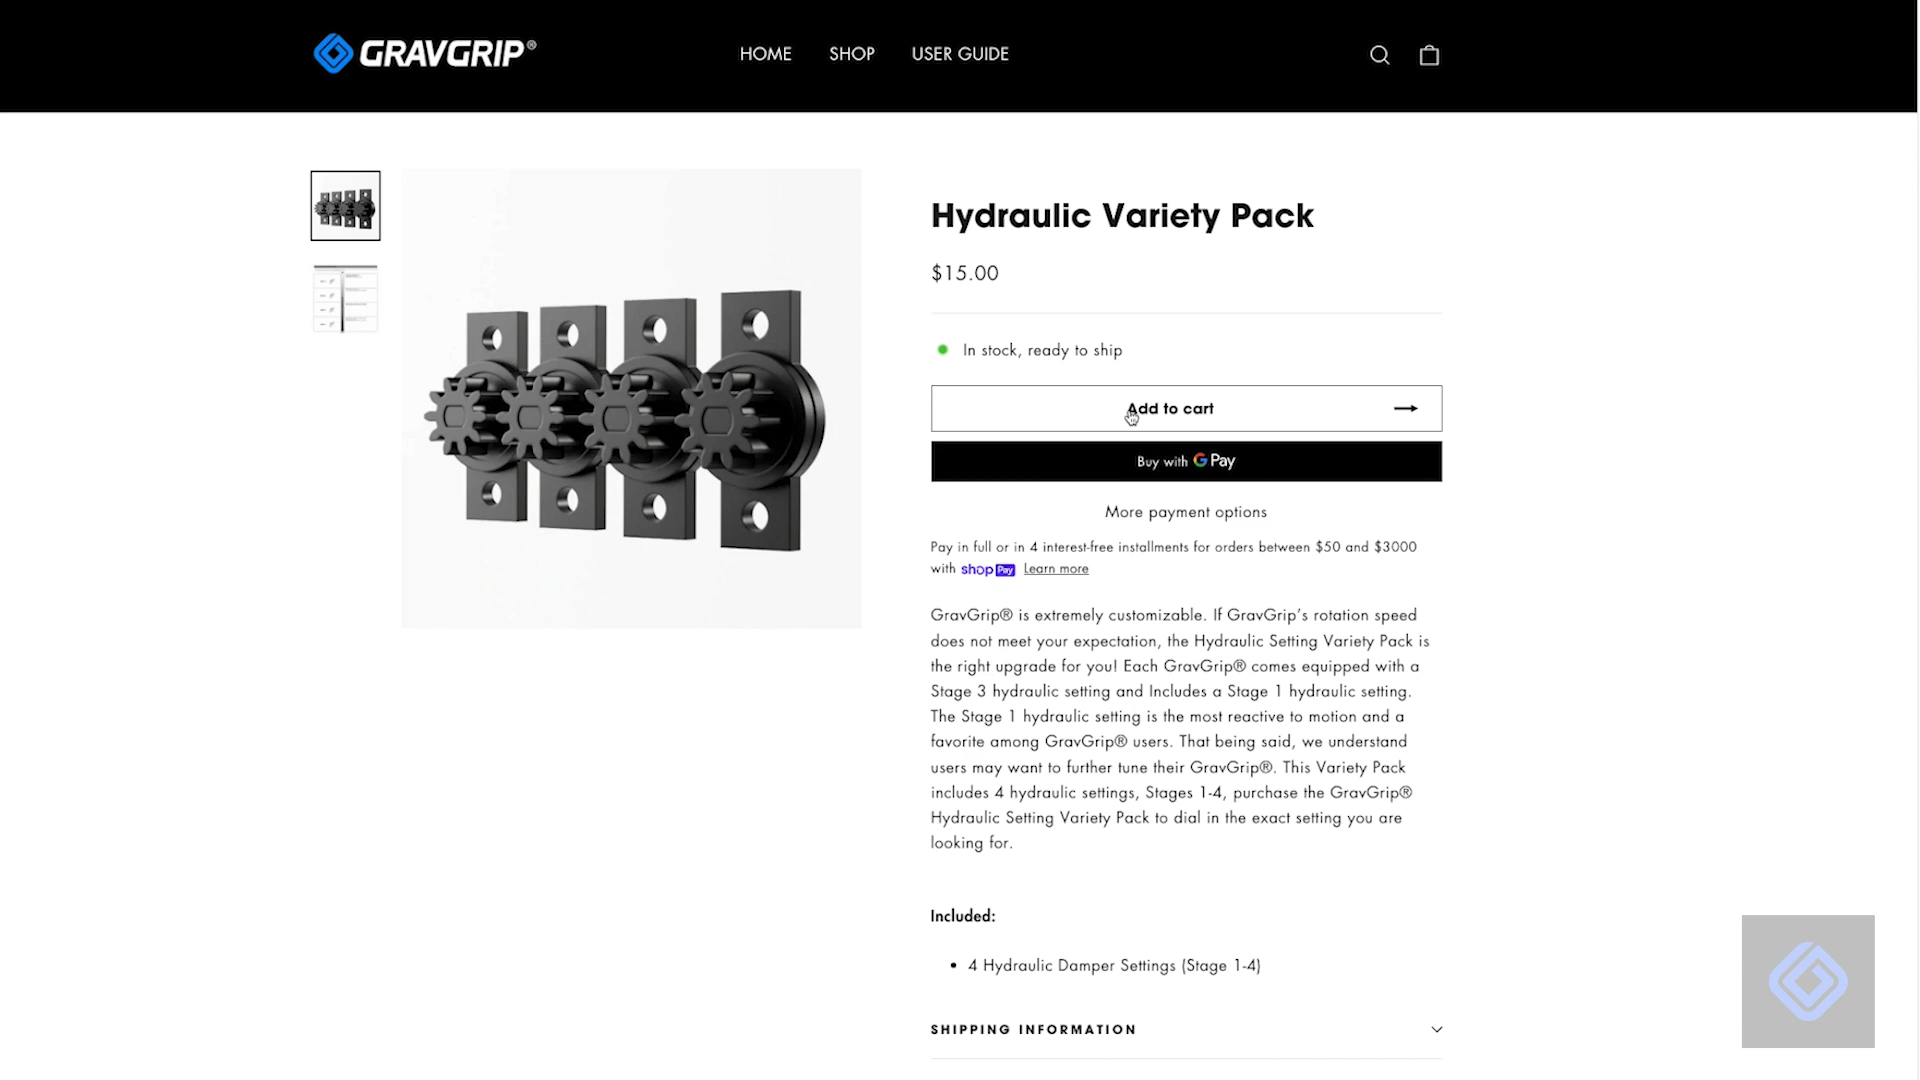 GRAVGRIP®
HOME
SHOP
USER GUIDE
Hydraulic Variety Pack
$15.00
In stock, ready to ship
Add to cart
Buy with G Pay
More payment options
Pay in full or in 4 interest-free installments for orders between $50 and $3000
with shop Pay Learn more
GravGrip® is extremely customizable. If GravGrip’s rotation speed
does not meet your expectation, the Hydraulic Setting Variety Pack is
the right upgrade for you! Each GravGrip® comes equipped with a
Stage 3 hydraulic setting and Includes a Stage 1 hydraulic setting.
The Stage 1 hydraulic setting is the most reactive to motion and a
favorite among GravGrip® users. That being said, we understand
users may want to further tune their GravGrip®. This Variety Pack
includes 4 hydraulic settings, Stages 1-4, purchase the GravGrip®
Hydraulic Setting Variety Pack to dial in the exact setting you are
looking for.
Included:
• 4 Hydraulic Damper Settings (Stage 1-4)
SHIPPING INFORMATION